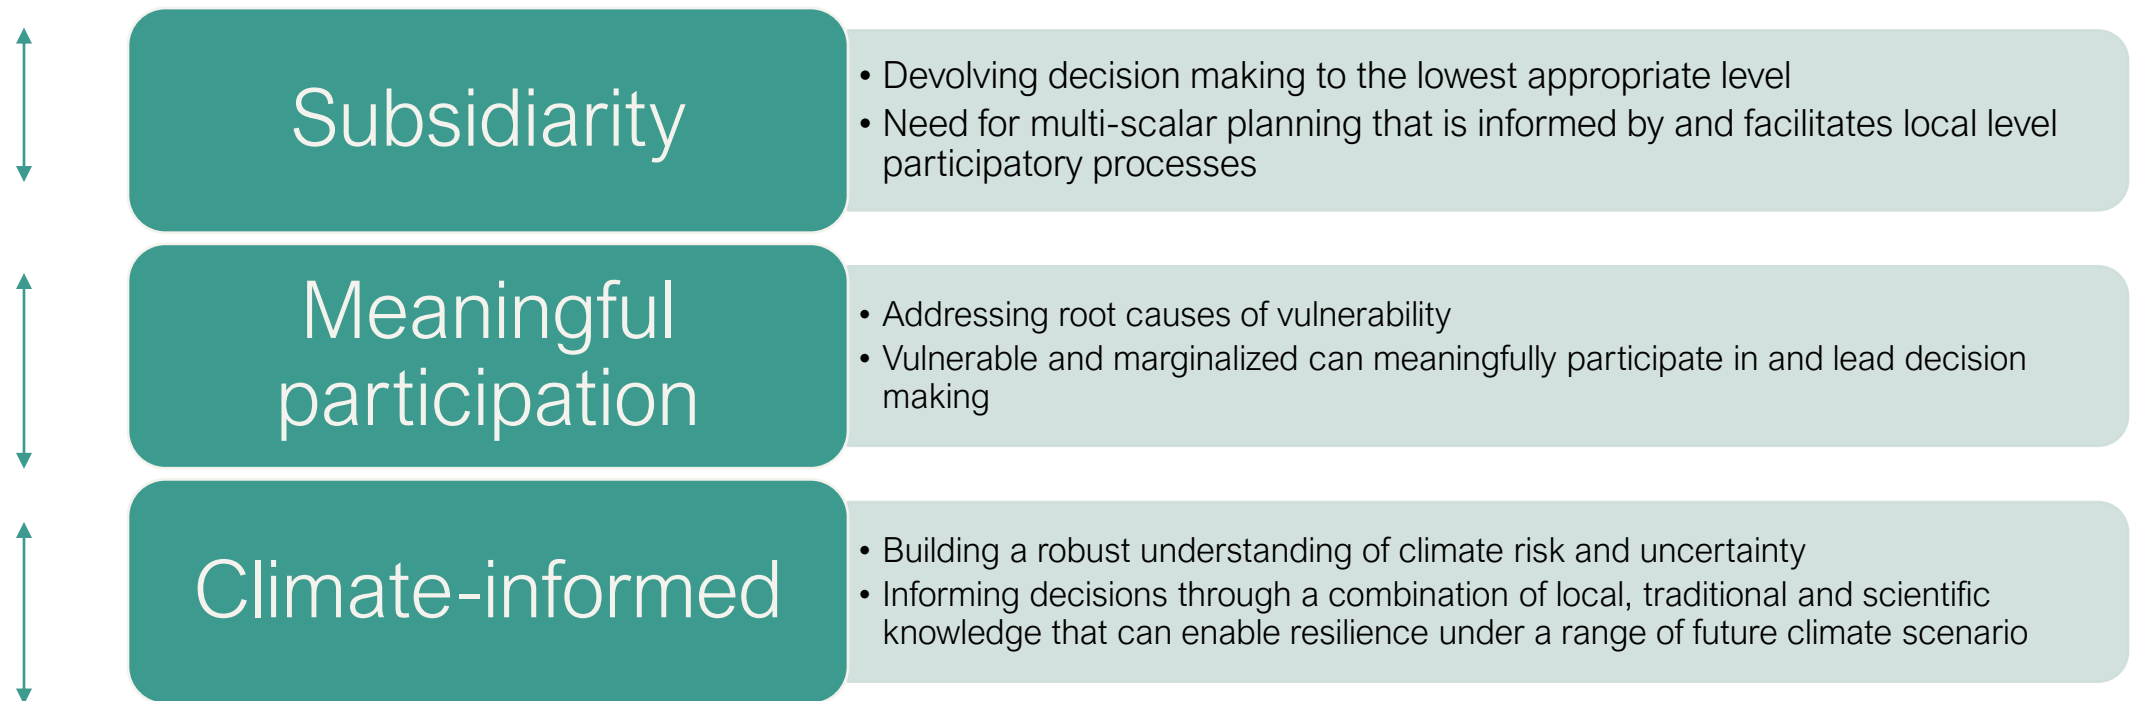 Subsidiarity
• Devolving decision making to the lowest appropriate level
• Need for multi-scalar planning that is informed by and facilitates local level
participatory processes
Meaningful
participation
• Addressing root causes of vulnerability
• Vulnerable and marginalized can meaningfully participate in and lead decision
making
Climate-informed
• Building a robust understanding of climate risk and uncertainty
• Informing decisions through a combination of local, traditional and scientific
knowledge that can enable resilience under a range of future climate scenario